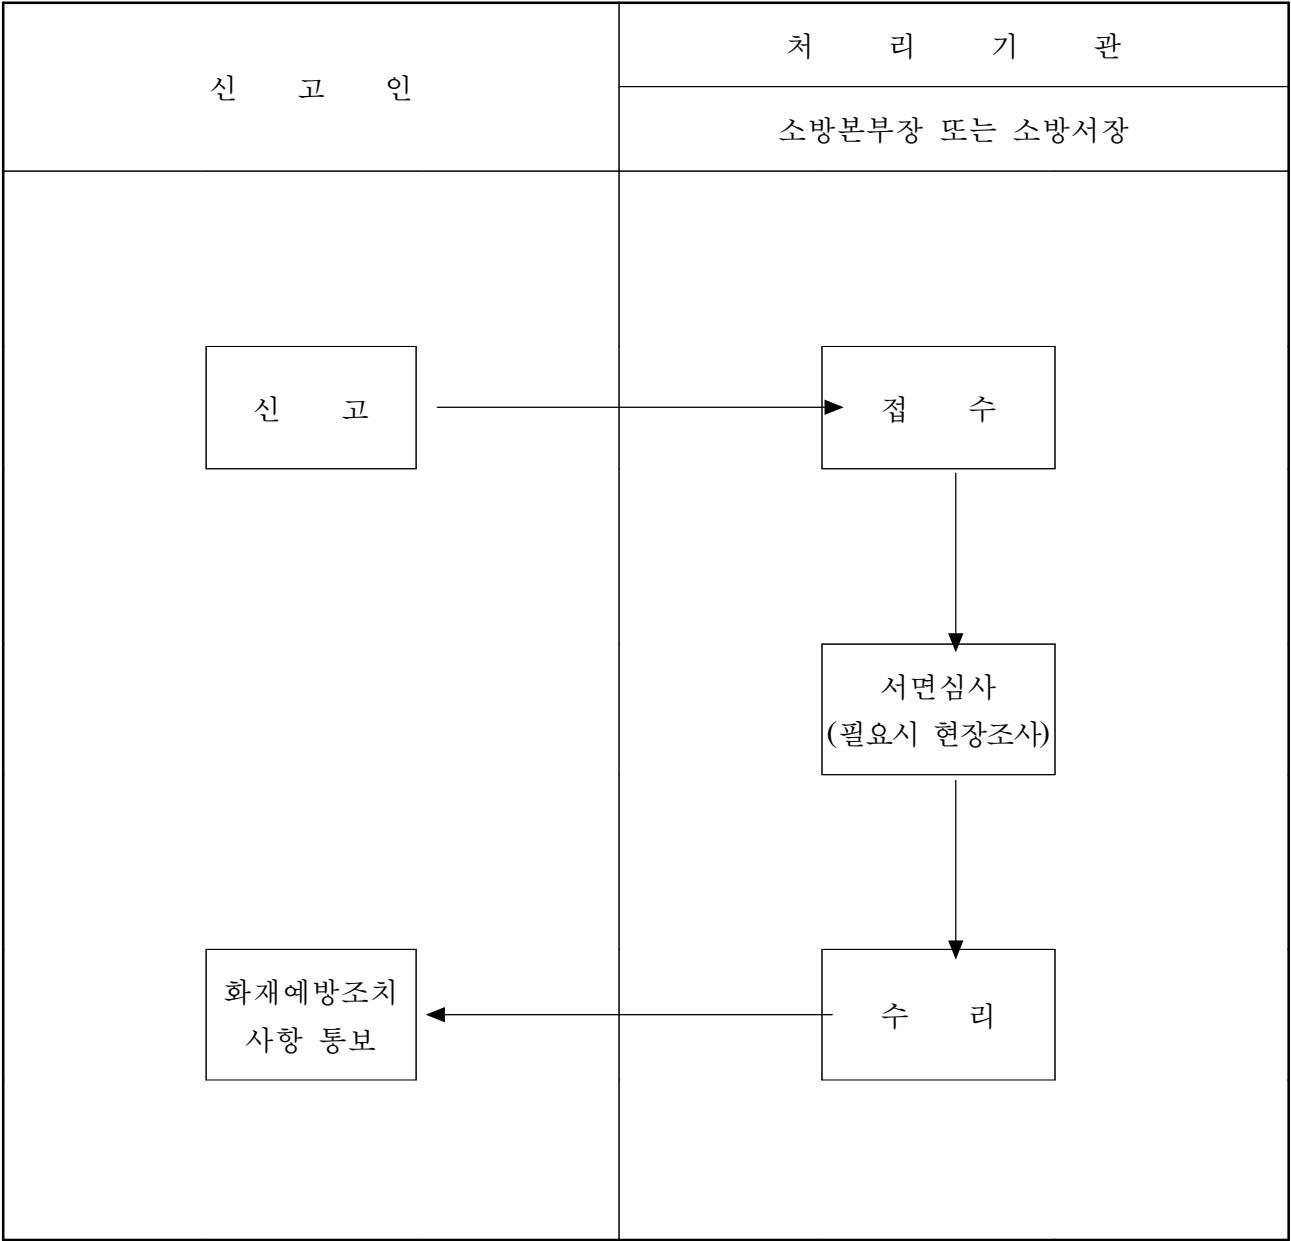 신 고 인
처 리 기 관
소방본부장 또는 소방서장
신 고
접 수
서면심사
(필요시 현장조사)
화재예방조치
사항 통보
수 리